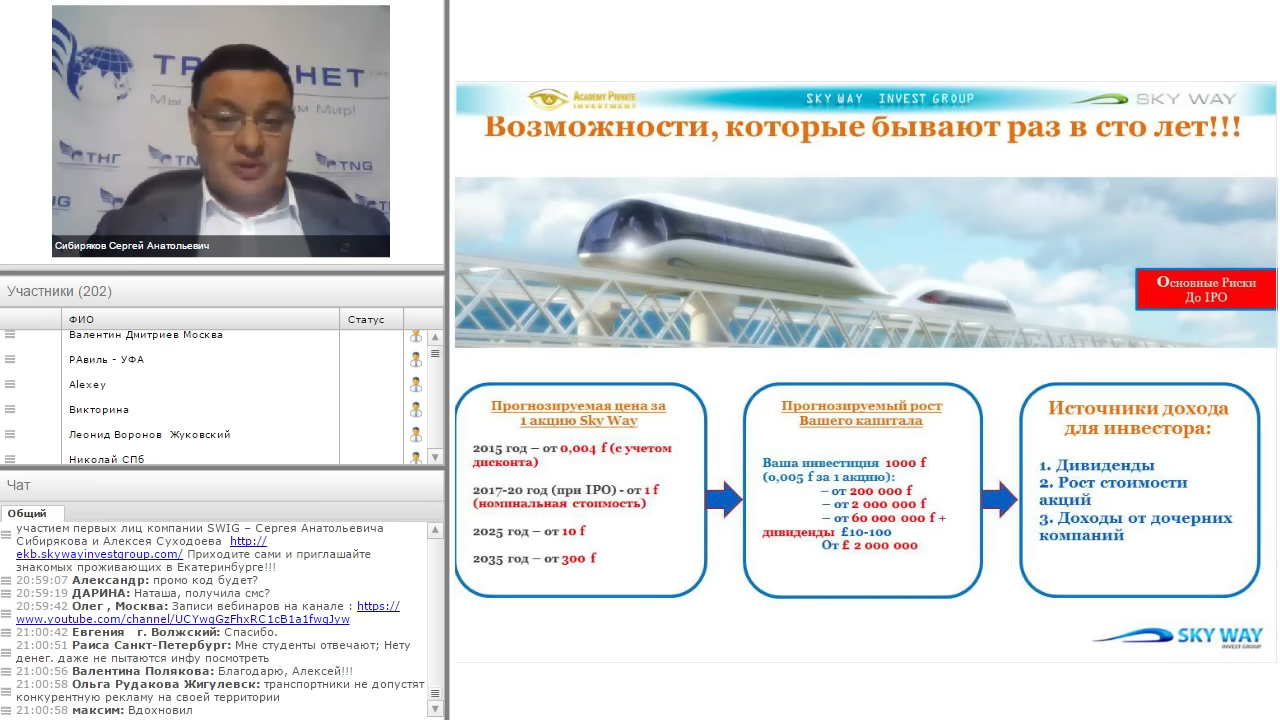 ТНГ
TNG
Сибиряков Сергей Анатольевич
Участники (202)
ФИО
Статус
Валентин Дмитриев Москва
РАвиль - УФА
Alexey
Викторина
Леонид Воронов Жуковский
Николай СПб
Чат
Общий
участием первых лиц компании SWIG – Сергея Анатольевича
Сибирякова и Алексея Суходоева http://
ekb.skywayinvestgroup.com/ Приходите сами и приглашайте
знакомых проживающих в Екатеринбурге!!!
20:59:07 Александр: промо код будет?
20:59:19 ДАРИНА: Наташа, получила смс?
20:59:42 Олег , Москва: Записи вебинаров на канале : https://
www.youtube.com/channel/UCYwgGzFhxRC1cB1a1fwqJyw
21:00:42 Евгения г. Волжский: Спасибо.
21:00:51 Раиса Санкт-Петербург: Мне студенты отвечают; Нету
денег. даже не пытаются инфу посмотреть
21:00:56 Валентина Полякова: Благодарю, Алексей!!!
21:00:58 Ольга Рудакова Жигулевск: транспортники не допустят
конкурентную рекламу на своей территории
21:00:58 максим: Вдохновил
ACADEMY PRIVATE
INVESTMENT
SKY WAY INVEST GROUP
SKY WAY
Возможности, которые бывают раз в сто лет!!!
Основные Риски
До IPO
Прогнозируемая цена за
1 акцию Sky Way
2015 год – от 0,004 f (с учетом
дисконта)
2017-20 год (при IPO) - от 1 f
(номинальная стоимость)
2025 год – от 10 f
2035 год – от 300 f
Прогнозируемый рост
Вашего капитала
Ваша инвестиция 1000 f
(0,005 f за 1 акцию):
– от 200 000 f
– от 2 000 000 f
– от 60 000 000 f +
дивиденды £10-100
От £ 2 000 000
Источники дохода
для инвестора:
1. Дивиденды
2. Рост стоимости
акций
3. Доходы от дочерних
компаний
SKY WAY
INVEST GROUP